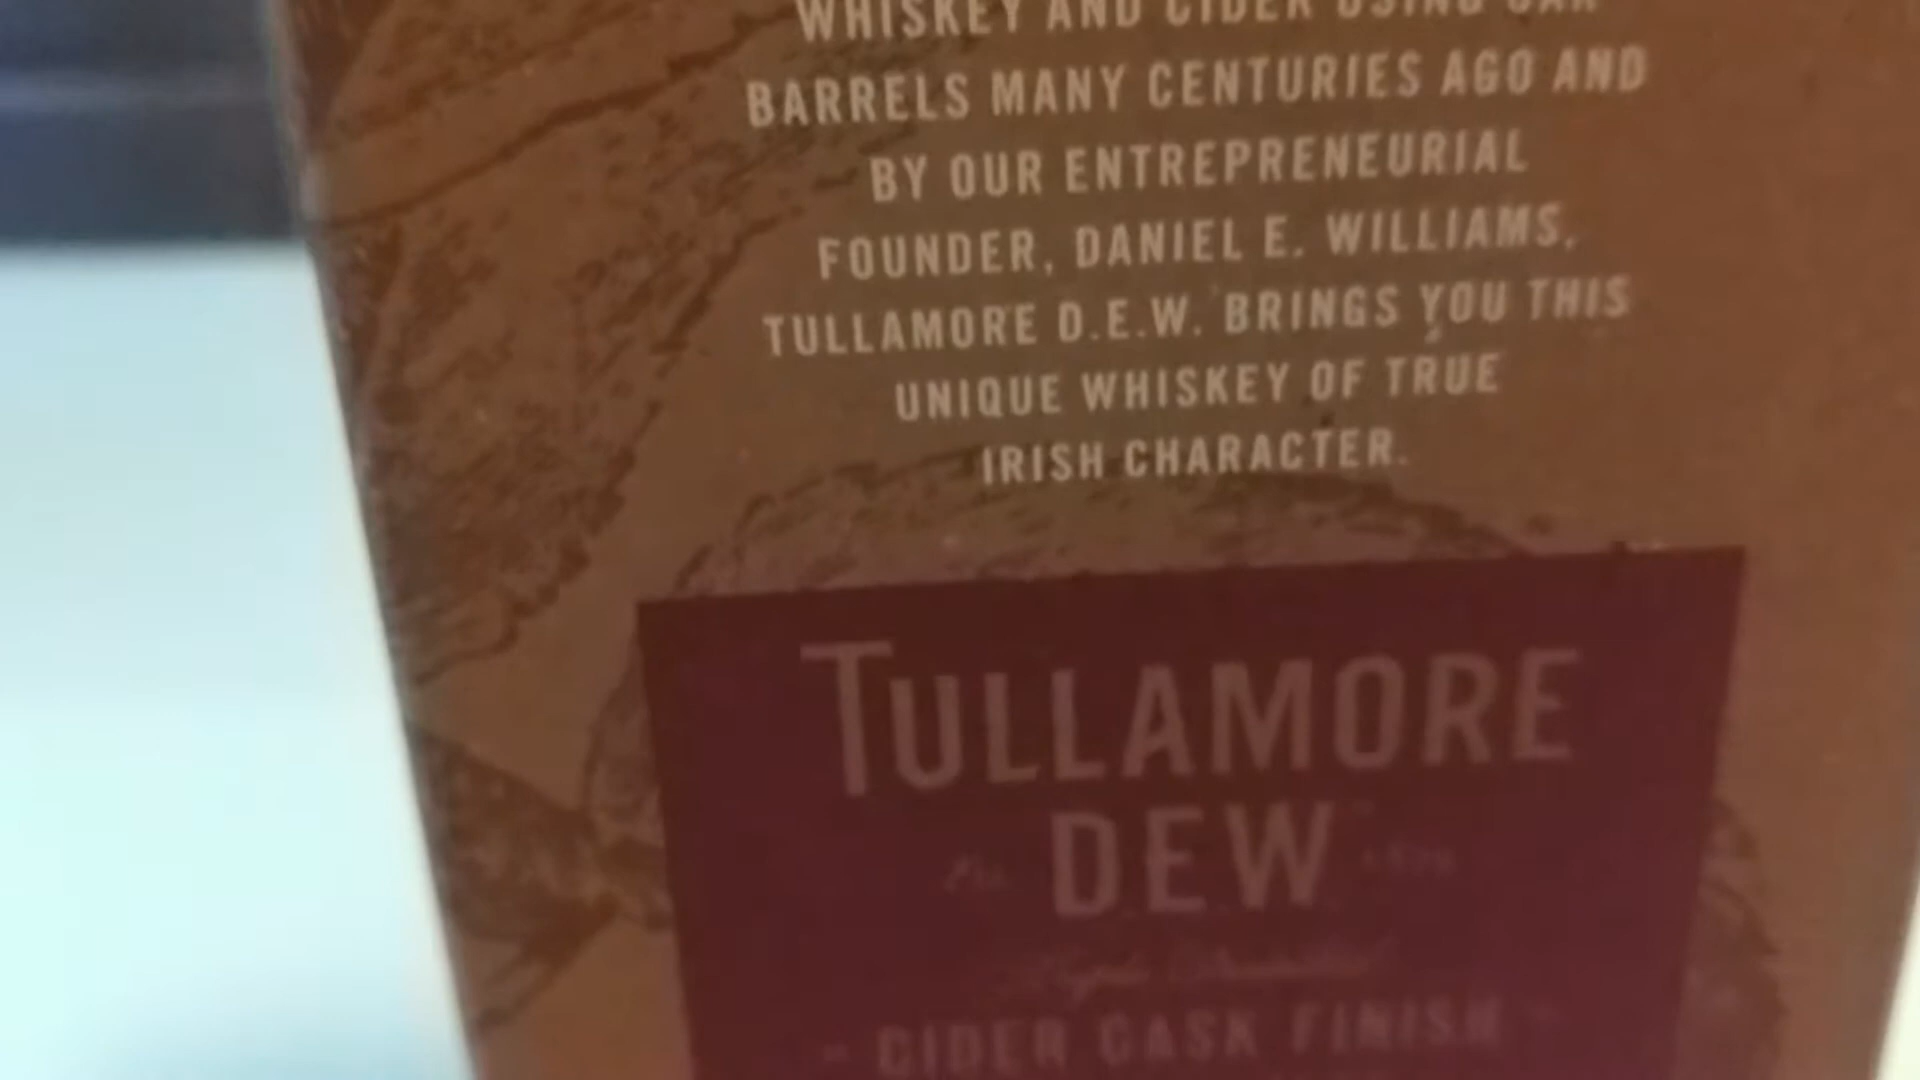 WHISKEY AND CIDER USING OAK
BARRELS MANY CENTURIES AGO AND
BY OUR ENTREPRENEURIAL
FOUNDER, DANIEL E. WILLIAMS,
TULLAMORE D.E.W. BRINGS YOU THIS
UNIQUE WHISKEY OF TRUE
IRISH CHARACTER.
TULLAMORE
DEW
CIDER CASK FINISH